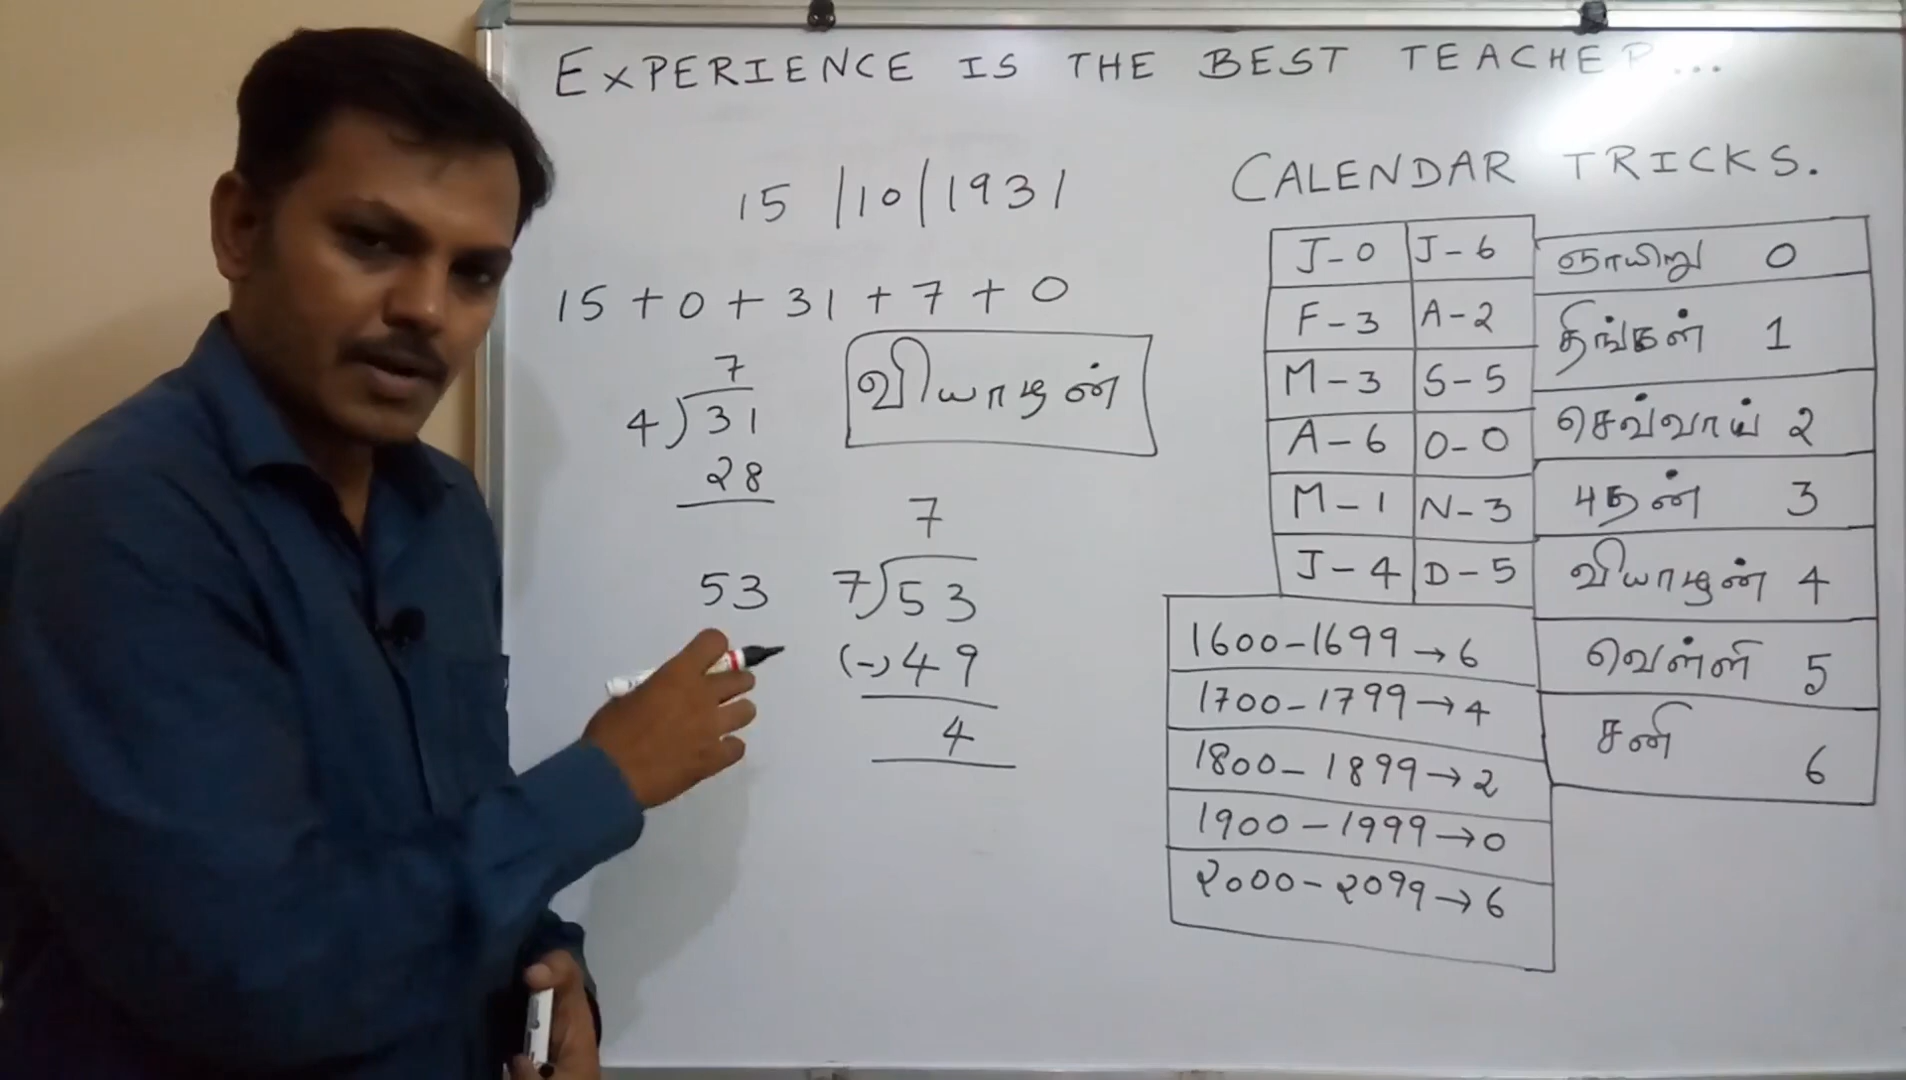 EXPERIENCE IS THE BEST TEACHER...
15/10/1931
15 + 0 + 31 + 7 + 0
7
4) 31
28
வியாழன்
53
7
7) 53
(-) 49
4
CALENDAR TRICKS.
J-0 J-6
F-3 A-2
M-3 S-5
A-6 O-0
M-1 N-3
J-4 D-5
ஞாயிறு 0
திங்கள் 1
செவ்வாய் 2
புதன் 3
வியாழன் 4
வெள்ளி 5
சனி 6
1600-1699→6
1700-1799→4
1800-1899→2
1900-1999→0
2000-2099→6